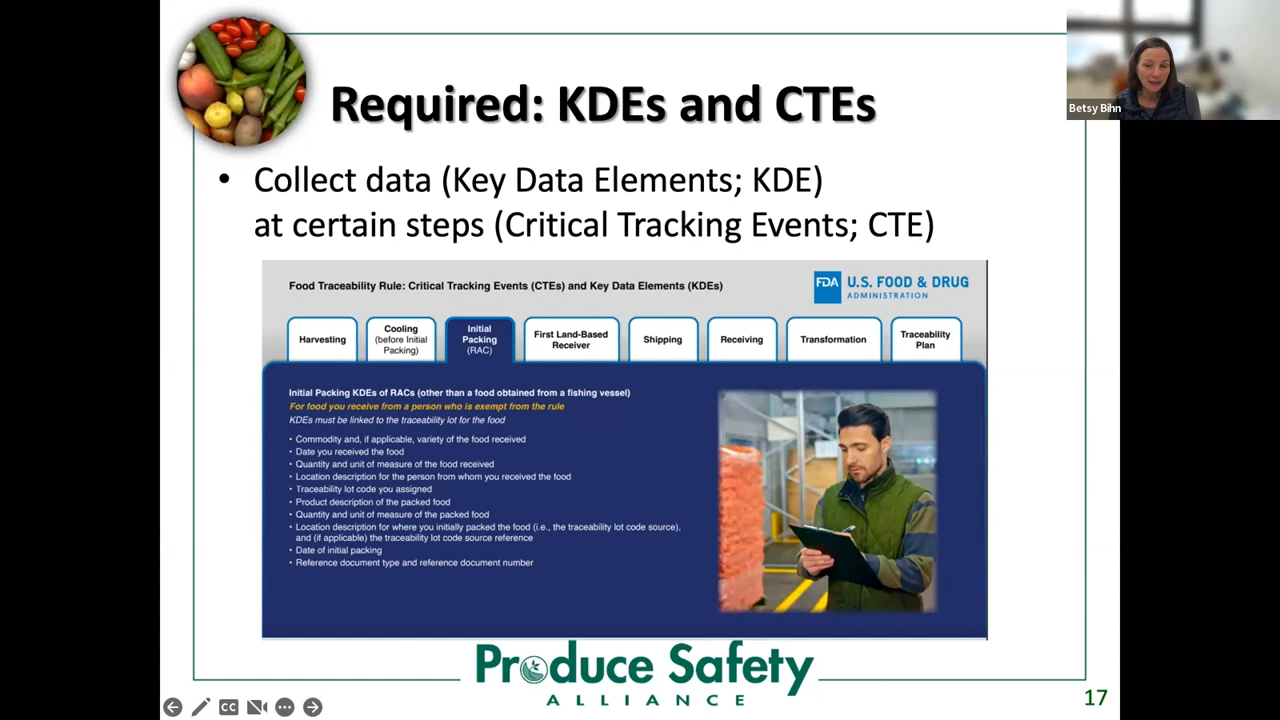 Required: KDEs and CTEs
Betsy Bihn
• Collect data (Key Data Elements; KDE)
at certain steps (Critical Tracking Events; CTE)
Food Traceability Rule: Critical Tracking Events (CTEs) and Key Data Elements (KDEs)
FDA U.S. FOOD & DRUG
ADMINISTRATION
Harvesting
Cooling
(before Initial
Packing)
Initial
Packing
(RAC)
First Land-Based
Receiver
Shipping
Receiving
Transformation
Traceability
Plan
Initial Packing KDEs of RACs (other than a food obtained from a fishing vessel)
For food you receive from a person who is exempt from the rule
KDEs must be linked to the traceability lot for the food
• Commodity and, if applicable, variety of the food received
• Date you received the food
• Quantity and unit of measure of the food received
• Location description for the person from whom you received the food
• Traceability lot code you assigned
• Product description of the packed food
• Quantity and unit of measure of the packed food
• Location description for where you initially packed the food (i.e., the traceability lot code source),
and (if applicable) the traceability lot code source reference
• Date of initial packing
• Reference document type and reference document number
Produce Safety
ALLIANCE
CC
17